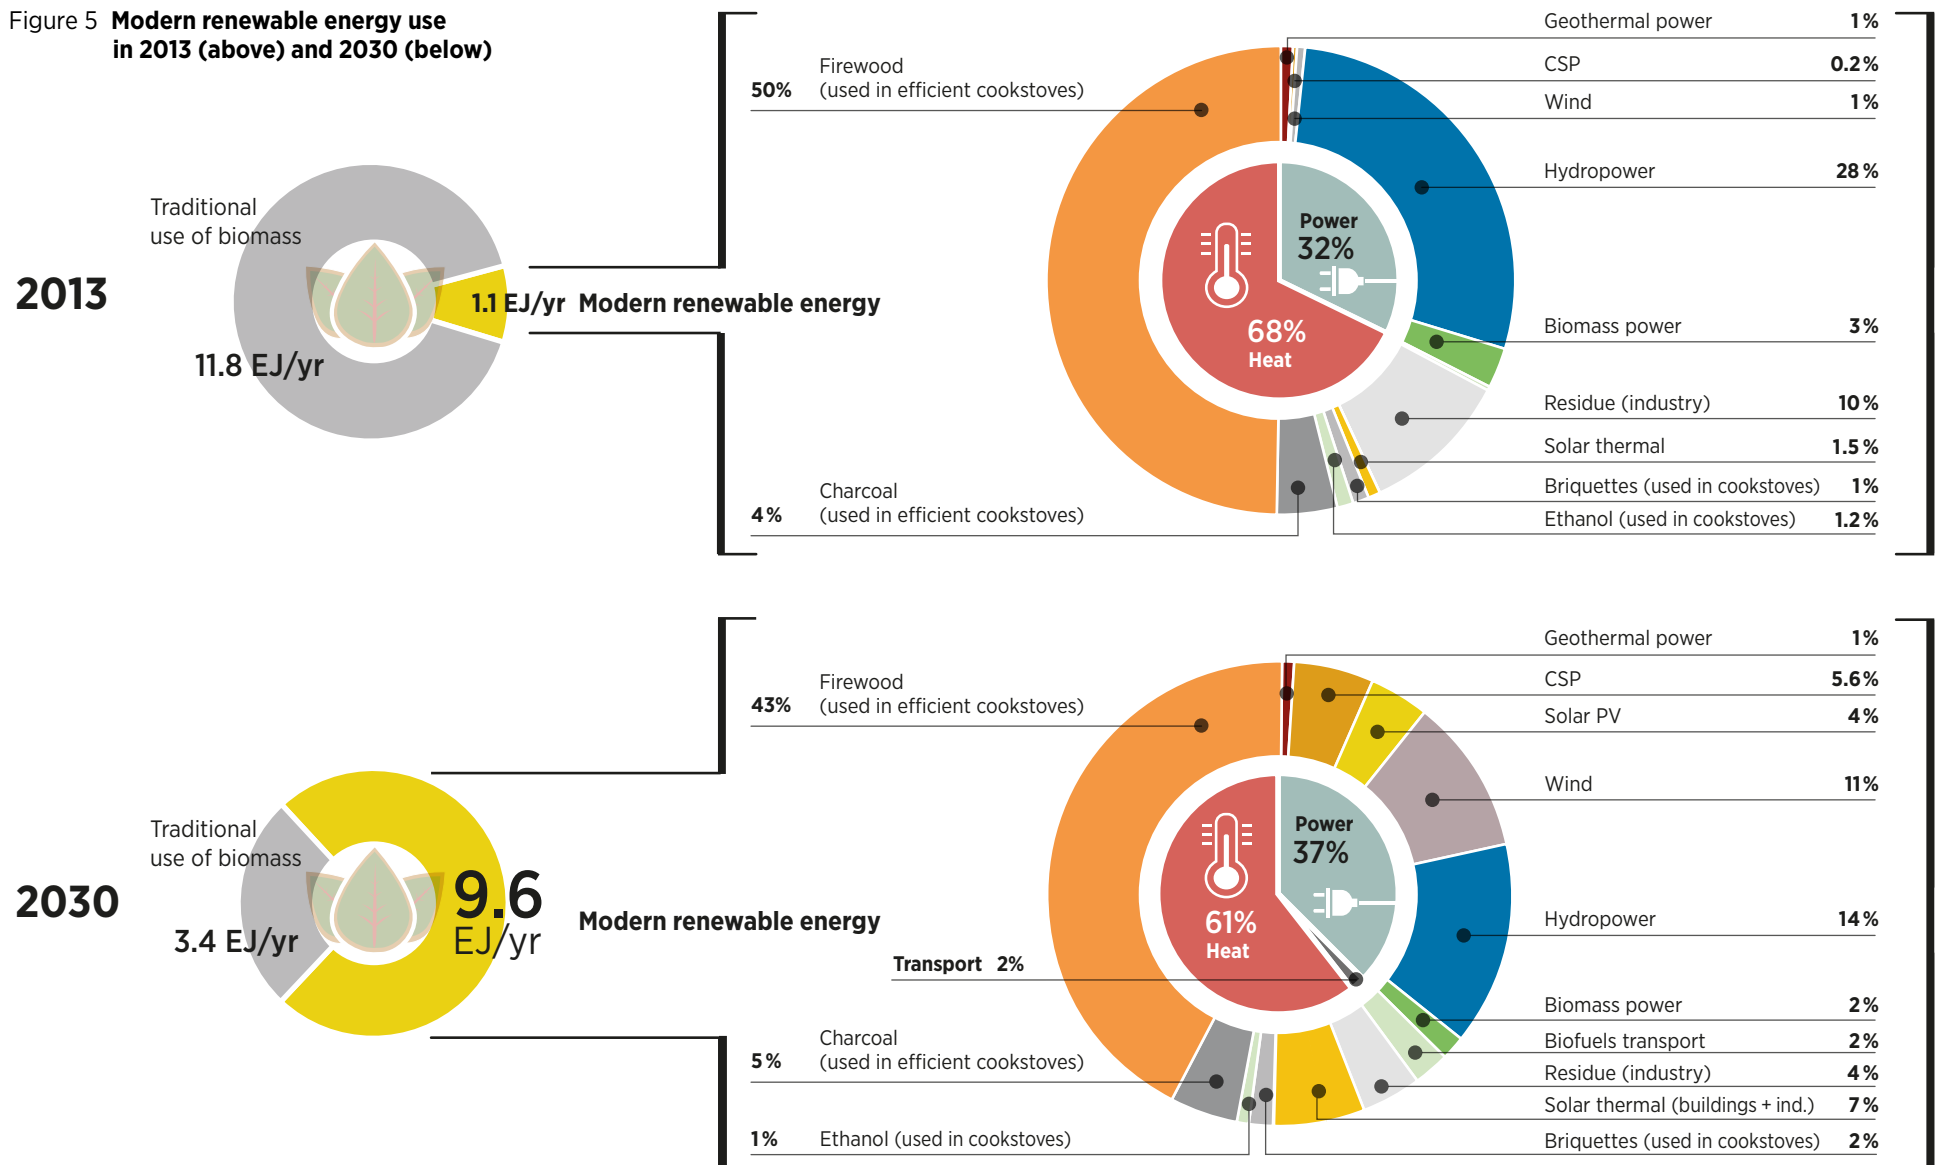 Figure 5 Modern renewable energy use
in 2013 (above) and 2030 (below)
2013
Traditional
use of biomass
11.8 EJ/yr
1.1 EJ/yr Modern renewable energy
50% Firewood
(used in efficient cookstoves)
4% Charcoal
(used in efficient cookstoves)
Power
32%
68%
Heat
Geothermal power 1%
CSP 0.2%
Wind 1%
Hydropower 28%
Biomass power 3%
Residue (industry) 10%
Solar thermal 1.5%
Briquettes (used in cookstoves) 1%
Ethanol (used in cookstoves) 1.2%
2030
Traditional
use of biomass
3.4 EJ/yr
9.6
EJ/yr
Modern renewable energy
43% Firewood
(used in efficient cookstoves)
Transport 2%
5% Charcoal
(used in efficient cookstoves)
1% Ethanol (used in cookstoves)
Power
37%
61%
Heat
Geothermal power 1%
CSP 5.6%
Solar PV 4%
Wind 11%
Hydropower 14%
Biomass power 2%
Biofuels transport 2%
Residue (industry) 4%
Solar thermal (buildings + ind.) 7%
Briquettes (used in cookstoves) 2%